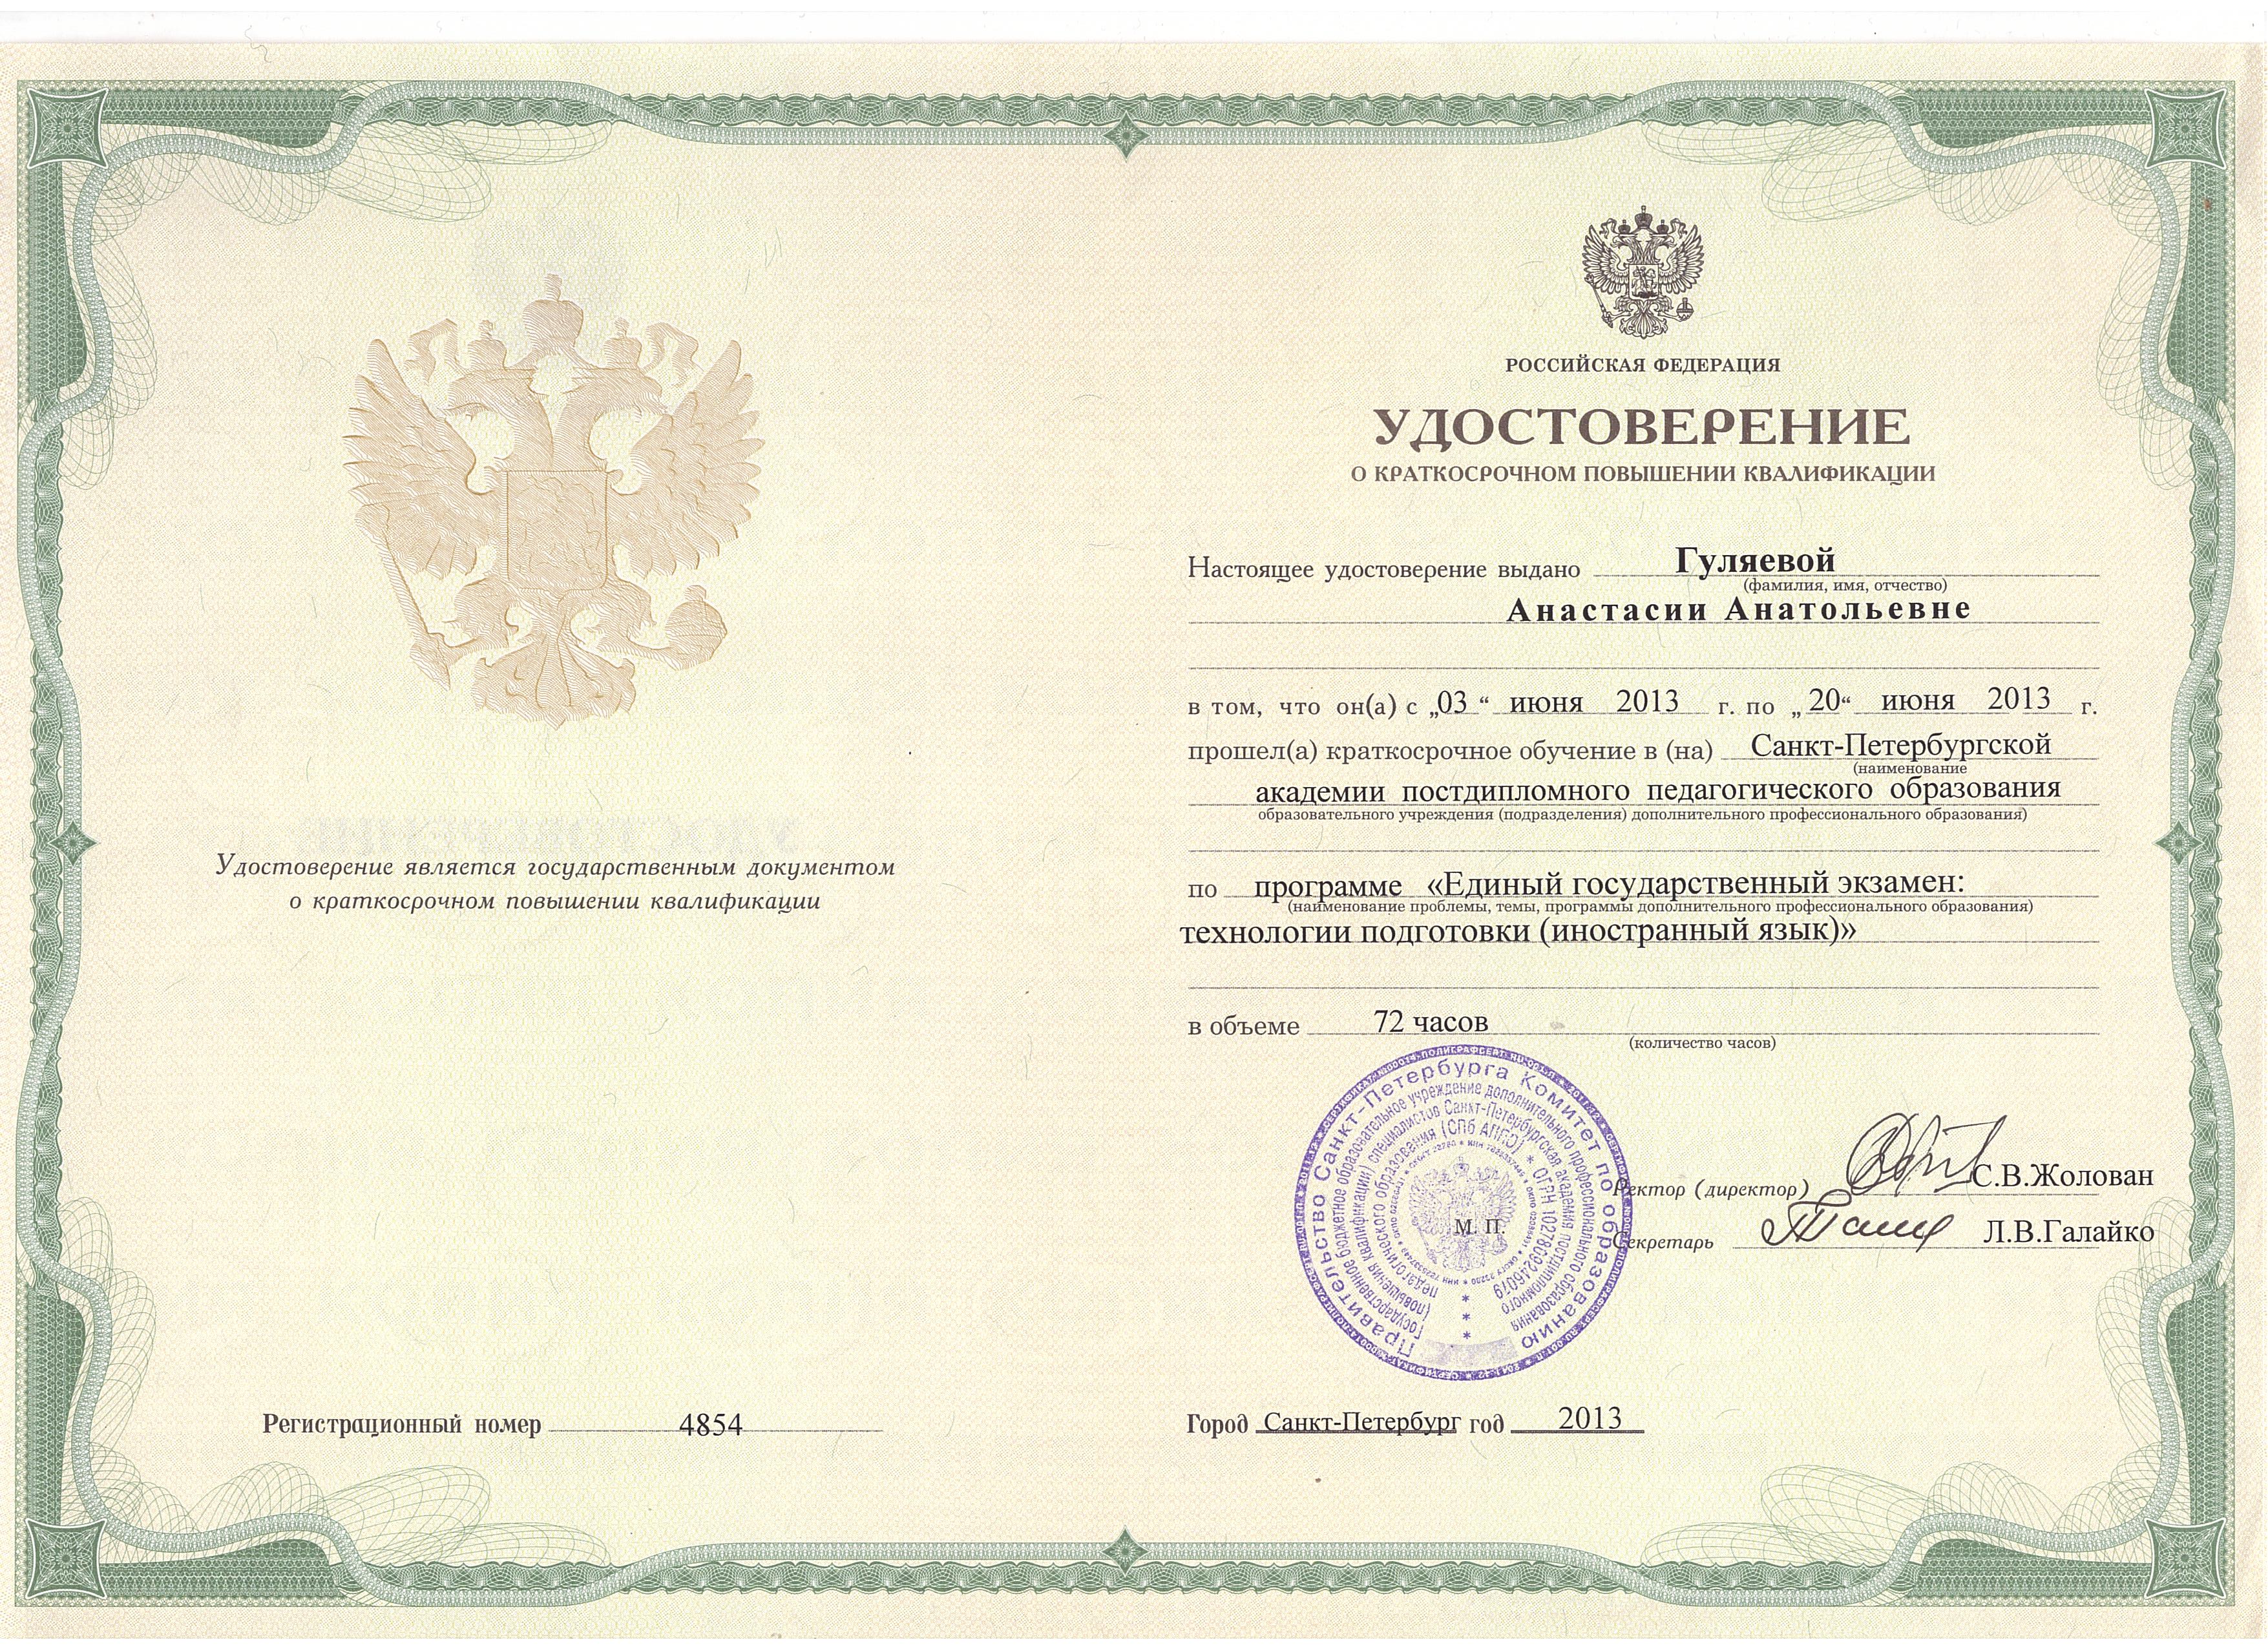 Удостоверение является государственным документом
о краткосрочном повышении квалификации
Регистрационный номер 4854
РОССИЙСКАЯ ФЕДЕРАЦИЯ
УДОСТОВЕРЕНИЕ
О КРАТКОСРОЧНОМ ПОВЫШЕНИИ КВАЛИФИКАЦИИ
Настоящее удостоверение выдано Гуляевой
(фамилия, имя, отчество)
Анастасии Анатольевне
в том, что он(а) с „03“ июня 2013 г. по „20“ июня 2013 г.
прошел(а) краткосрочное обучение в (на) Санкт-Петербургской
(наименование
академии постдипломного педагогического образования
образовательного учреждения (подразделения) дополнительного профессионального образования)
по программе «Единый государственный экзамен:
(наименование проблемы, темы, программы дополнительного профессионального образования)
технологии подготовки (иностранный язык)»
в объеме 72 часов
(количество часов)
Правительство Санкт-Петербурга Комитет по образованию
Государственное бюджетное образовательное учреждение дополнительного профессионального образования
(повышения квалификации) специалистов Санкт-Петербургская академия постдипломного
педагогического образования (СПб АППО) * ОГРН 1027809246079
М. П.
Ректор (директор) С.В.Жолован
Секретарь Л.В.Галайко
Город Санкт-Петербург год 2013